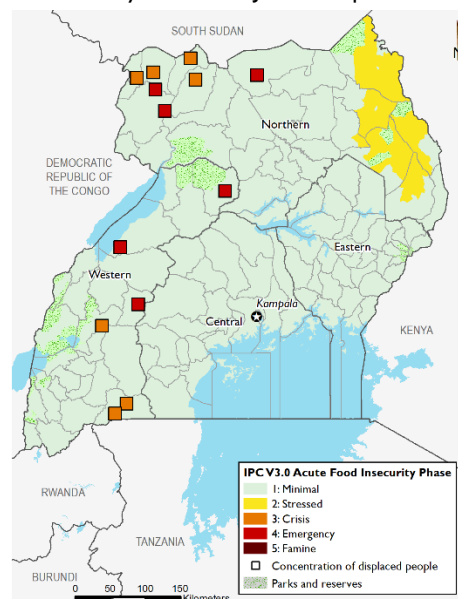 SOUTH SUDAN
N
Northern
DEMOCRATIC
REPUBLIC OF
THE CONGO
Eastern
Western
Kampala
Central
KENYA
IPC V3.0 Acute Food Insecurity Phase
1: Minimal
2: Stressed
3: Crisis
4: Emergency
5: Famine
Concentration of displaced people
Parks and reserves
RWANDA
TANZANIA
BURUNDI
0 50 100 150
Kilometers